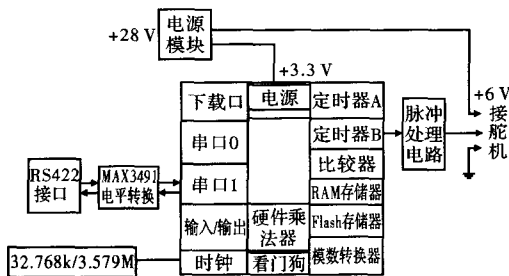 电源
模块
+28 V
+3.3 V
+6 V
下载口
电源
定时器A
串口0
定时器B
脉冲
处理
电路
接
舵
机
比较器
RS422
接口
MAX3491
电平转换
串口1
RAM存储器
输入/输出
硬件乘
法器
Flash存储器
时钟
看门狗
模数转换器
32.768k/3.579M